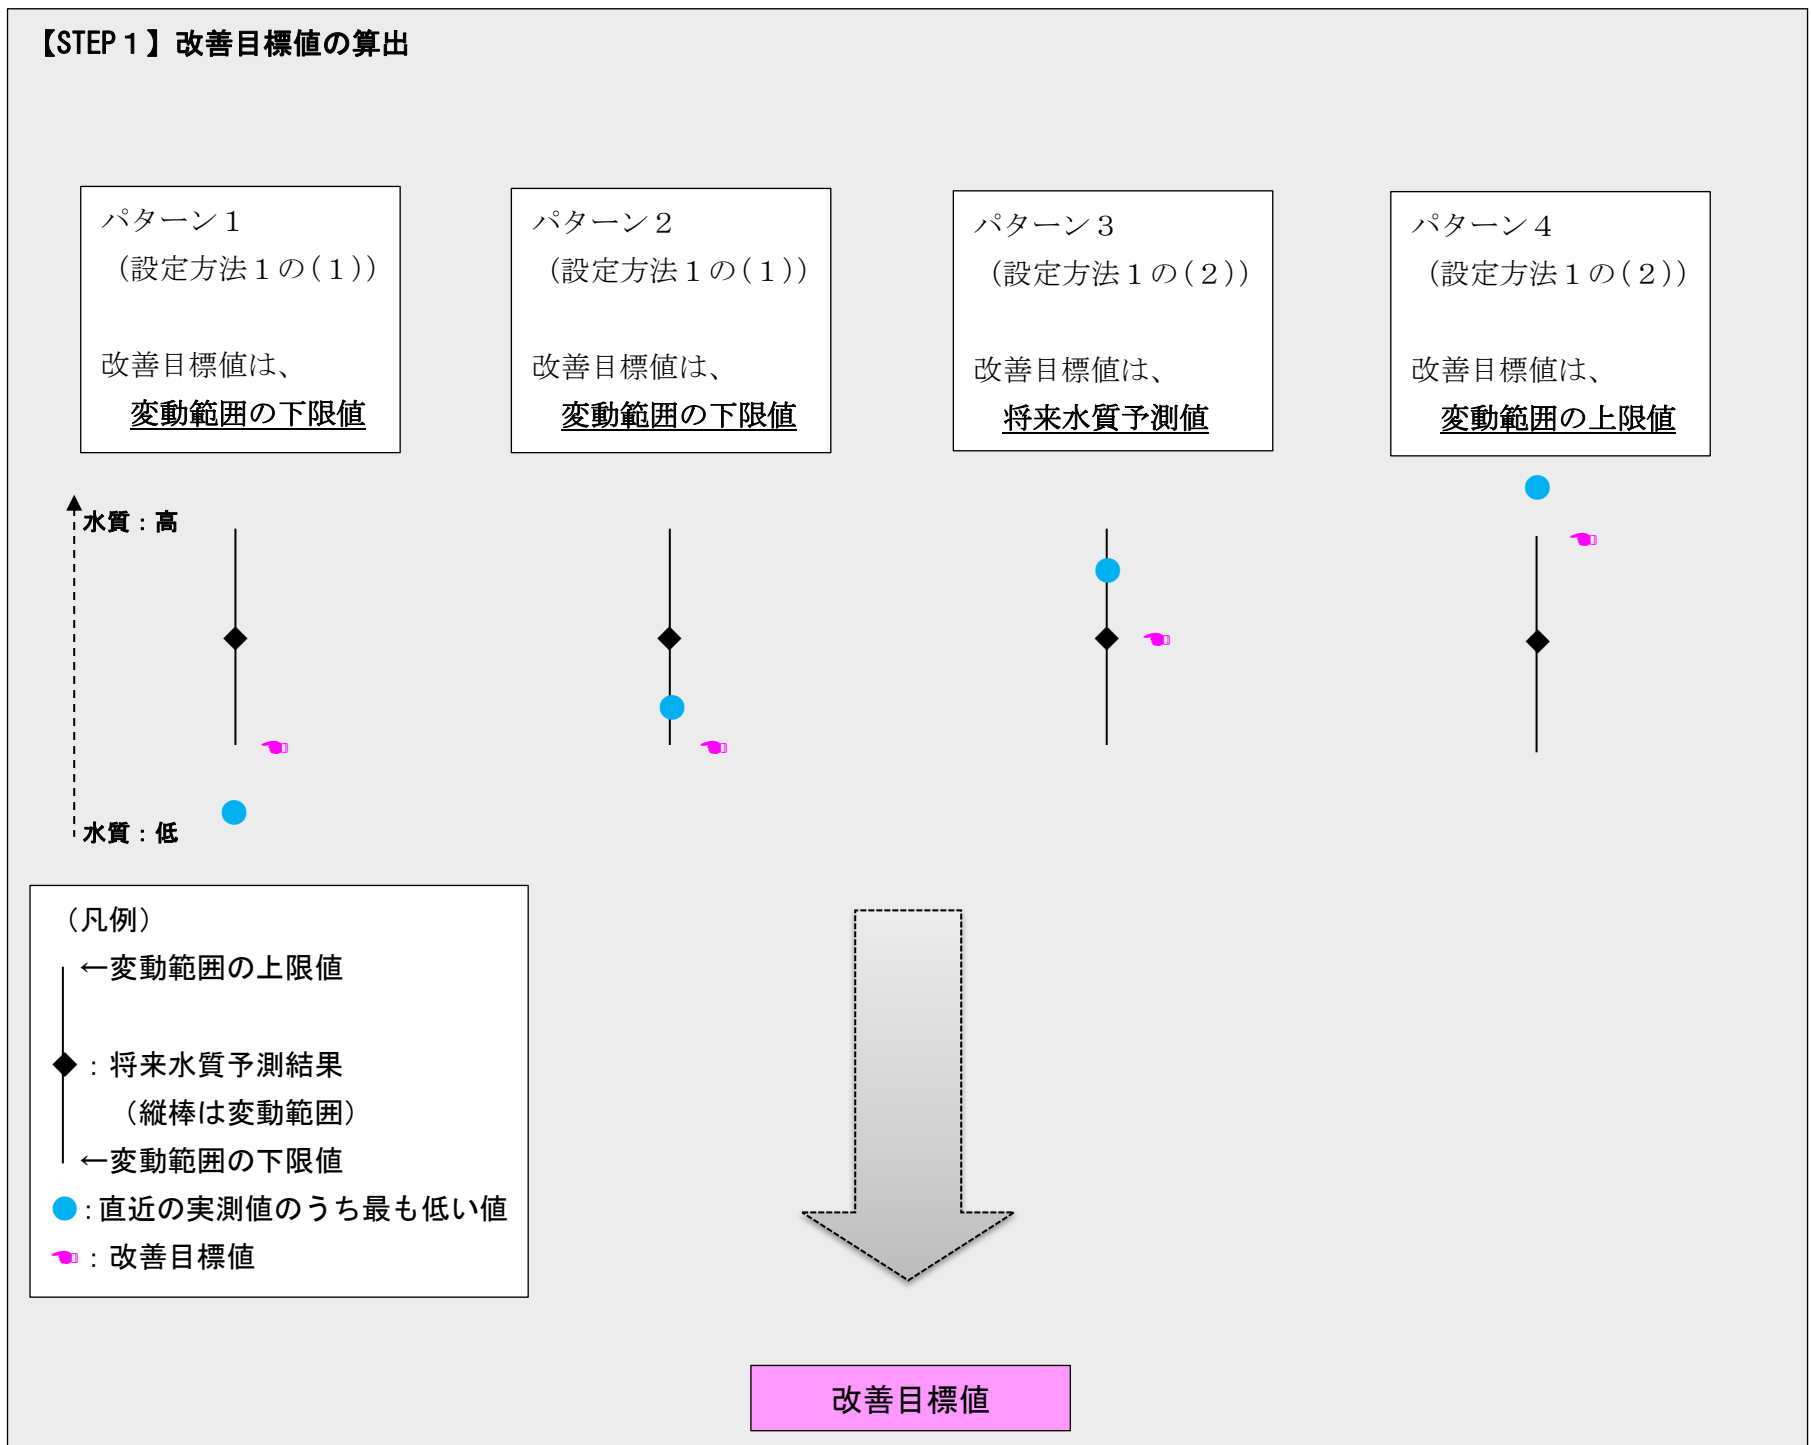 【STEP１】改善目標値の算出
パターン１
（設定方法１の(１)）
改善目標値は、
変動範囲の下限値
パターン２
（設定方法１の(１)）
改善目標値は、
変動範囲の下限値
パターン３
（設定方法１の(２)）
改善目標値は、
将来水質予測値
パターン４
（設定方法１の(２)）
改善目標値は、
変動範囲の上限値
水質：高
水質：低
（凡例）
←変動範囲の上限値
◆：将来水質予測結果
（縦棒は変動範囲）
←変動範囲の下限値
●：直近の実測値のうち最も低い値
☚：改善目標値
改善目標値